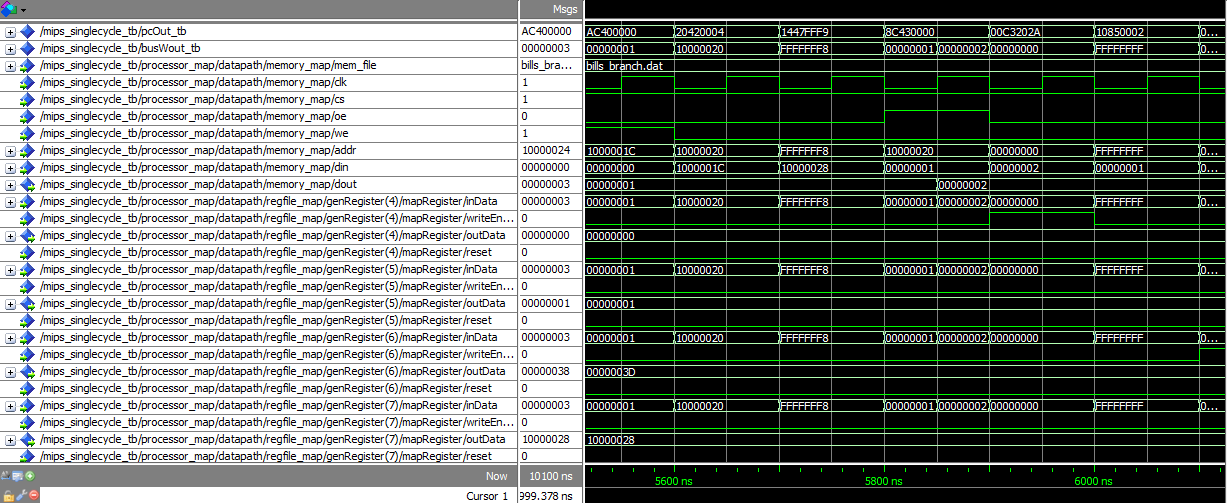 Msgs
/mips_singlecycle_tb/pcOut_tb AC400000 AC400000 20420004 1447FFF9 8C430000 00C3202A 10850002 0...
/mips_singlecycle_tb/busWout_tb 00000003 00000001 10000020 FFFFFFF8 00000001 00000002 00000000 FFFFFFFF 0...
/mips_singlecycle_tb/processor_map/datapath/memory_map/mem_file bills_bra... bills_branch.dat
/mips_singlecycle_tb/processor_map/datapath/memory_map/clk 1
/mips_singlecycle_tb/processor_map/datapath/memory_map/cs 1
/mips_singlecycle_tb/processor_map/datapath/memory_map/oe 0
/mips_singlecycle_tb/processor_map/datapath/memory_map/we 1
/mips_singlecycle_tb/processor_map/datapath/memory_map/addr 10000024 1000001C 10000020 FFFFFFF8 10000020 00000000 FFFFFFFF 0...
/mips_singlecycle_tb/processor_map/datapath/memory_map/din 00000000 00000000 1000001C 10000028 00000001 00000002 00000001 0...
/mips_singlecycle_tb/processor_map/datapath/memory_map/dout 00000003 00000001 00000002
/mips_singlecycle_tb/processor_map/datapath/regfile_map/genRegister(4)/mapRegister/inData 00000003 00000001 10000020 FFFFFFF8 00000001 00000002 00000000 FFFFFFFF 0...
/mips_singlecycle_tb/processor_map/datapath/regfile_map/genRegister(4)/mapRegister/writeEn... 0
/mips_singlecycle_tb/processor_map/datapath/regfile_map/genRegister(4)/mapRegister/outData 00000000 00000000
/mips_singlecycle_tb/processor_map/datapath/regfile_map/genRegister(4)/mapRegister/reset 0
/mips_singlecycle_tb/processor_map/datapath/regfile_map/genRegister(5)/mapRegister/inData 00000003 00000001 10000020 FFFFFFF8 00000001 00000002 00000000 FFFFFFFF 0...
/mips_singlecycle_tb/processor_map/datapath/regfile_map/genRegister(5)/mapRegister/writeEn... 0
/mips_singlecycle_tb/processor_map/datapath/regfile_map/genRegister(5)/mapRegister/outData 00000001 00000001
/mips_singlecycle_tb/processor_map/datapath/regfile_map/genRegister(5)/mapRegister/reset 0
/mips_singlecycle_tb/processor_map/datapath/regfile_map/genRegister(6)/mapRegister/inData 00000003 00000001 10000020 FFFFFFF8 00000001 00000002 00000000 FFFFFFFF 0...
/mips_singlecycle_tb/processor_map/datapath/regfile_map/genRegister(6)/mapRegister/writeEn... 0
/mips_singlecycle_tb/processor_map/datapath/regfile_map/genRegister(6)/mapRegister/outData 00000038 0000003D
/mips_singlecycle_tb/processor_map/datapath/regfile_map/genRegister(6)/mapRegister/reset 0
/mips_singlecycle_tb/processor_map/datapath/regfile_map/genRegister(7)/mapRegister/inData 00000003 00000001 10000020 FFFFFFF8 00000001 00000002 00000000 FFFFFFFF 0...
/mips_singlecycle_tb/processor_map/datapath/regfile_map/genRegister(7)/mapRegister/writeEn... 0
/mips_singlecycle_tb/processor_map/datapath/regfile_map/genRegister(7)/mapRegister/outData 10000028 10000028
/mips_singlecycle_tb/processor_map/datapath/regfile_map/genRegister(7)/mapRegister/reset 0
Now 10100 ns 5600 ns 5800 ns 6000 ns
Cursor 1 999.378 ns